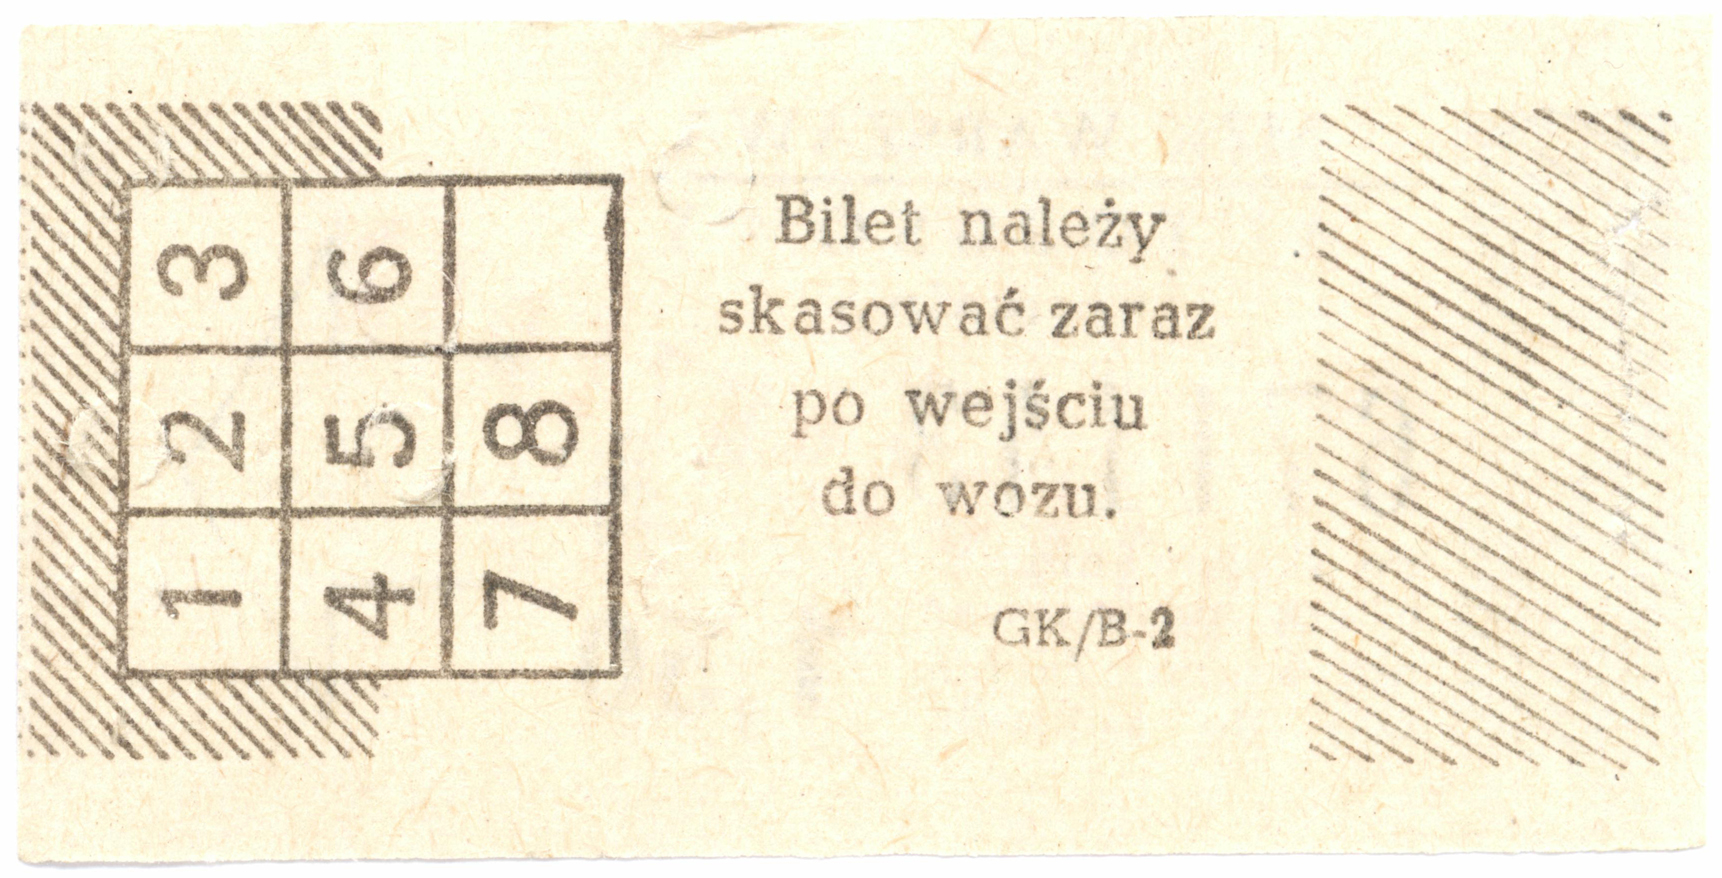 3 6
2 5 8
1 4 7
Bilet należy
skasować zaraz
po wejściu
do wozu.
GK/B-2